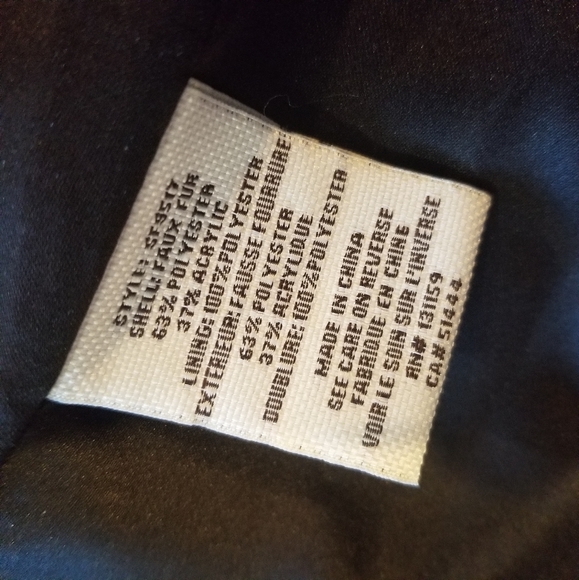 STYLE: SF9517
SHELL: FAUX FUR
63% POLYESTER
37% ACRYLIC
LINING: 100% POLYESTER
EXTERIEUR: FAUSSE FOURRURE:
63% POLYESTER
37% ACRYLIQUE
DOUBLURE: 100% POLYESTER
MADE IN CHINA
SEE CARE ON REVERSE
FABRIQUE EN CHINE
VOIR LE SOIN SUR L'INVERSE
RN# 131159
CA# 51444